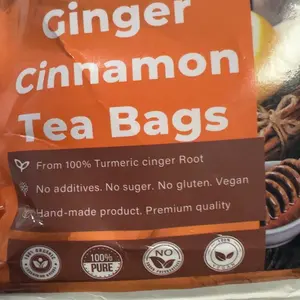 Ginger
Cinnamon
Tea Bags
From 100% Turmeric cinger Root
No additives. No suger. No gluten. Vegan
Hand-made product. Premium quality
100%
PURE
NO